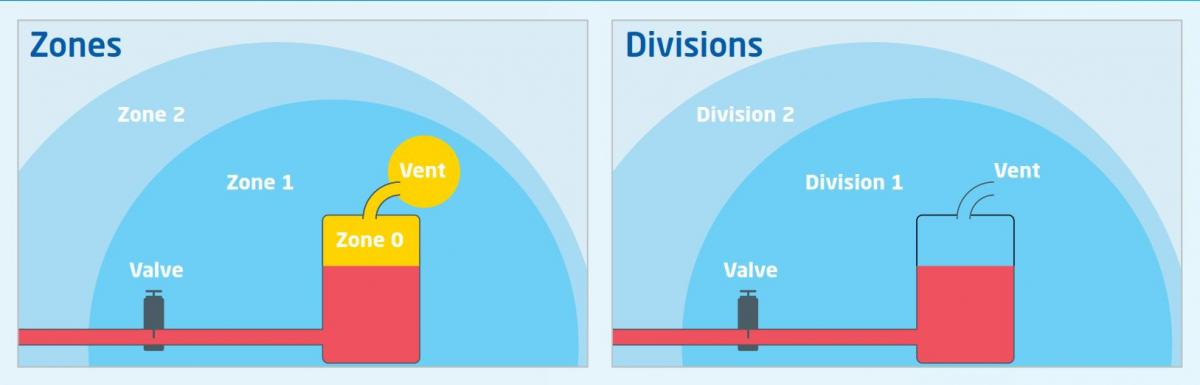 Zones
Zone 2
Vent
Zone 1
Zone 0
Valve
Divisions
Division 2
Vent
Division 1
Valve